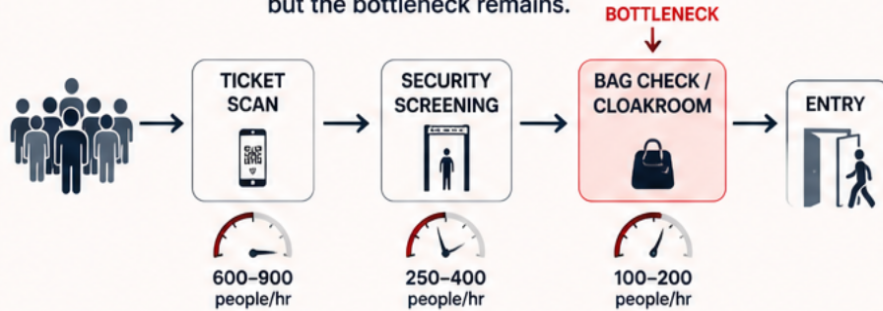 but the bottleneck remains.
BOTTLENECK
TICKET
SCAN
SECURITY
SCREENING
BAG CHECK /
CLOAKROOM
ENTRY
600–900
people/hr
250–400
people/hr
100–200
people/hr